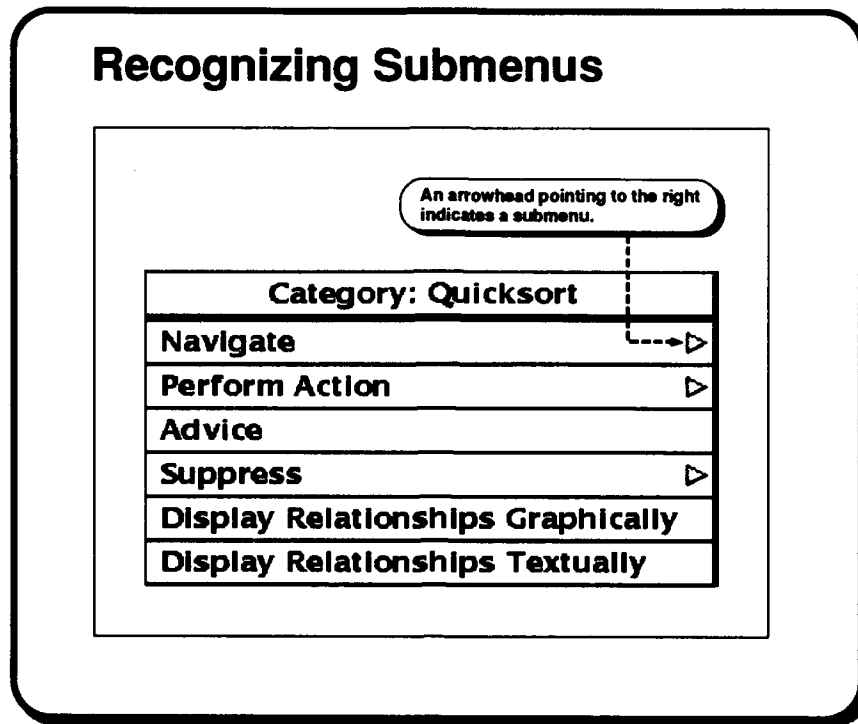 Recognizing Submenus
An arrowhead pointing to the right
indicates a submenu.
Category: Quicksort
Navigate
Perform Action
Advice
Suppress
Display Relationships Graphically
Display Relationships Textually